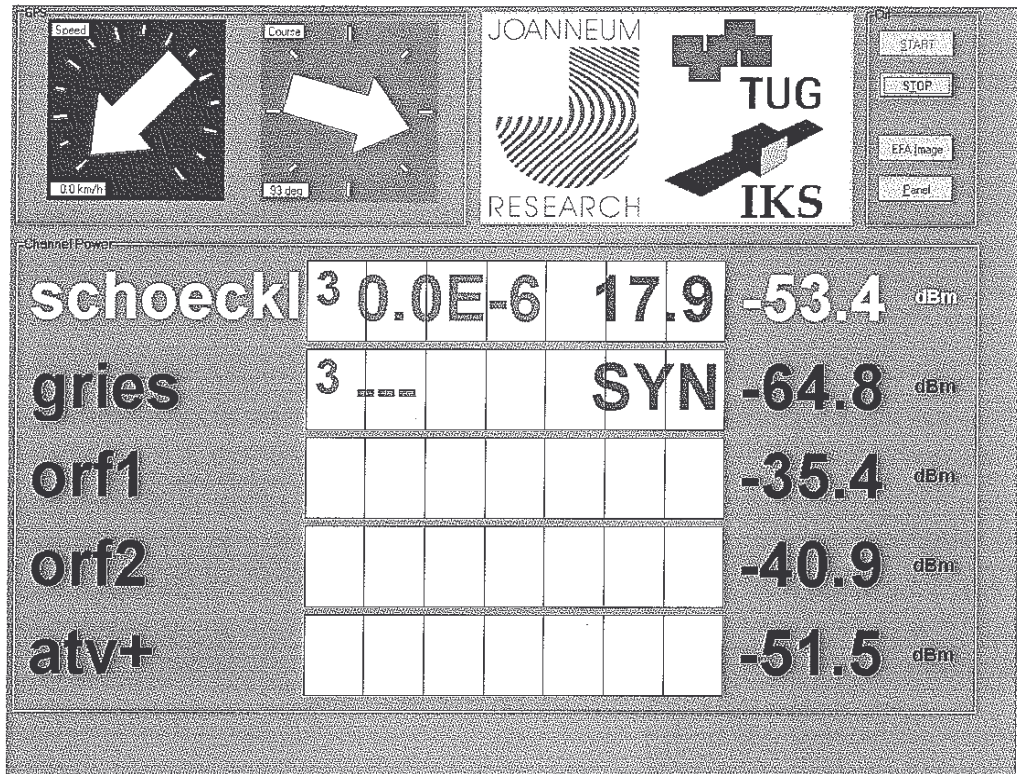 GPS
Speed
0.0 km/h
Course
93 deg
JOANNEUM
RESEARCH
TUG
IKS
Ctrl
START
STOP
EFA Image
Panel
Channel Power
schoeckl 3 0.0E-6 17.9 -53.4 dBm
gries 3 --- SYN -64.8 dBm
orf1 -35.4 dBm
orf2 -40.9 dBm
atv+ -51.5 dBm